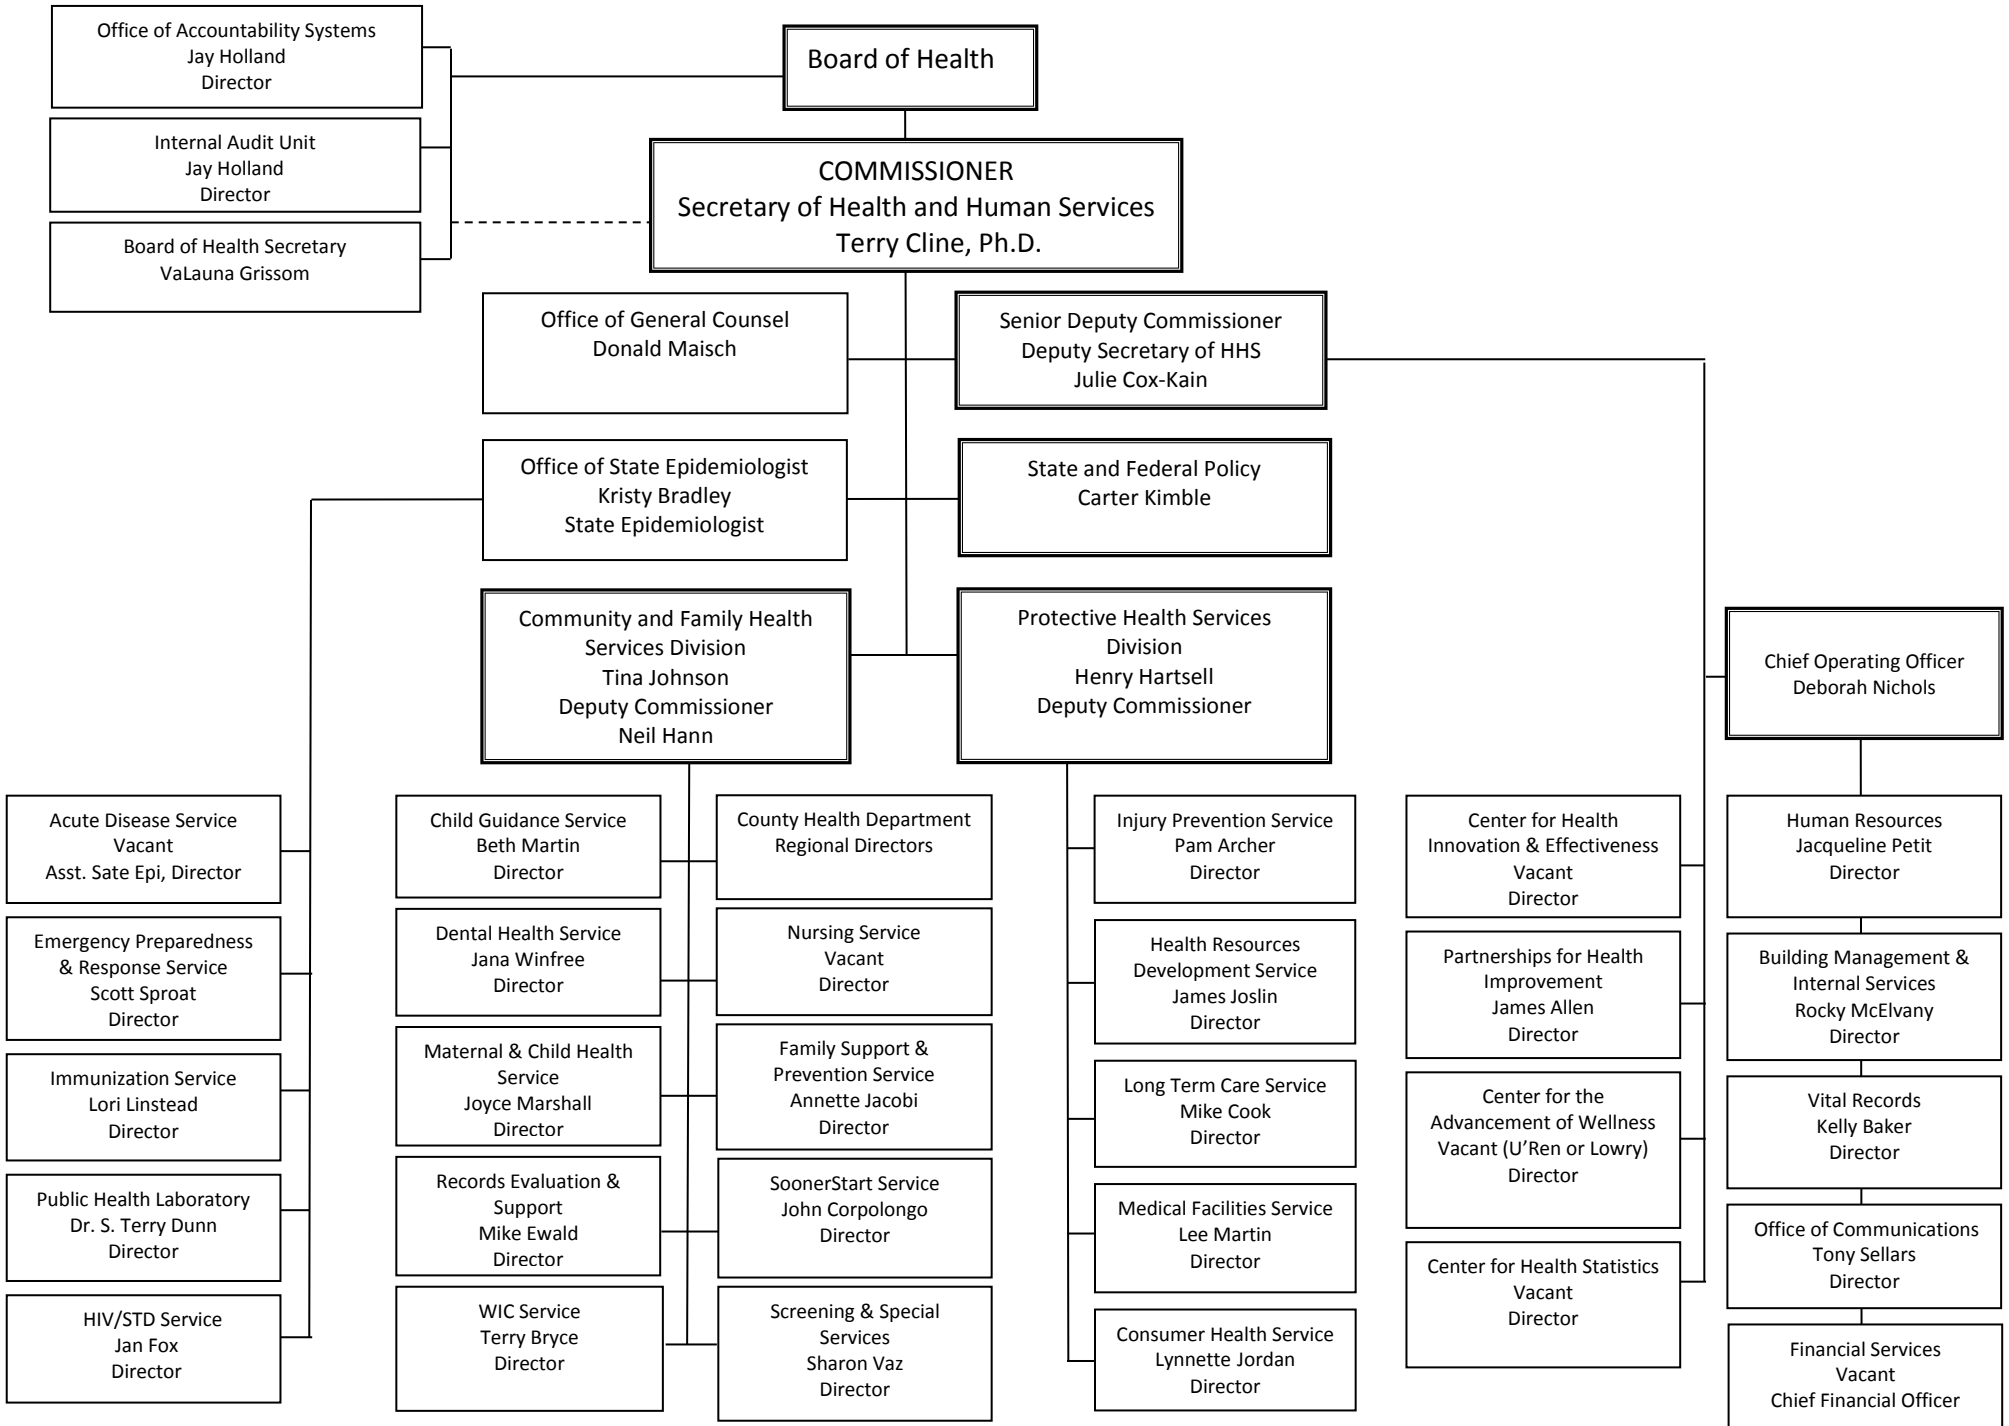 Office of Accountability Systems
Jay Holland
Director
Internal Audit Unit
Jay Holland
Director
Board of Health Secretary
VaLauna Grissom
Board of Health
COMMISSIONER
Secretary of Health and Human Services
Terry Cline, Ph.D.
Office of General Counsel
Donald Maisch
Senior Deputy Commissioner
Deputy Secretary of HHS
Julie Cox-Kain
Office of State Epidemiologist
Kristy Bradley
State Epidemiologist
State and Federal Policy
Carter Kimble
Community and Family Health
Services Division
Tina Johnson
Deputy Commissioner
Neil Hann
Protective Health Services
Division
Henry Hartsell
Deputy Commissioner
Chief Operating Officer
Deborah Nichols
Acute Disease Service
Vacant
Asst. Sate Epi, Director
Emergency Preparedness
& Response Service
Scott Sproat
Director
Immunization Service
Lori Linstead
Director
Public Health Laboratory
Dr. S. Terry Dunn
Director
HIV/STD Service
Jan Fox
Director
Child Guidance Service
Beth Martin
Director
Dental Health Service
Jana Winfree
Director
Maternal & Child Health
Service
Joyce Marshall
Director
Records Evaluation &
Support
Mike Ewald
Director
WIC Service
Terry Bryce
Director
County Health Department
Regional Directors
Nursing Service
Vacant
Director
Family Support &
Prevention Service
Annette Jacobi
Director
SoonerStart Service
John Corpolongo
Director
Screening & Special
Services
Sharon Vaz
Director
Injury Prevention Service
Pam Archer
Director
Health Resources
Development Service
James Joslin
Director
Long Term Care Service
Mike Cook
Director
Medical Facilities Service
Lee Martin
Director
Consumer Health Service
Lynnette Jordan
Director
Center for Health
Innovation & Effectiveness
Vacant
Director
Partnerships for Health
Improvement
James Allen
Director
Center for the
Advancement of Wellness
Vacant (U’Ren or Lowry)
Director
Center for Health Statistics
Vacant
Director
Human Resources
Jacqueline Petit
Director
Building Management &
Internal Services
Rocky McElvany
Director
Vital Records
Kelly Baker
Director
Office of Communications
Tony Sellars
Director
Financial Services
Vacant
Chief Financial Officer